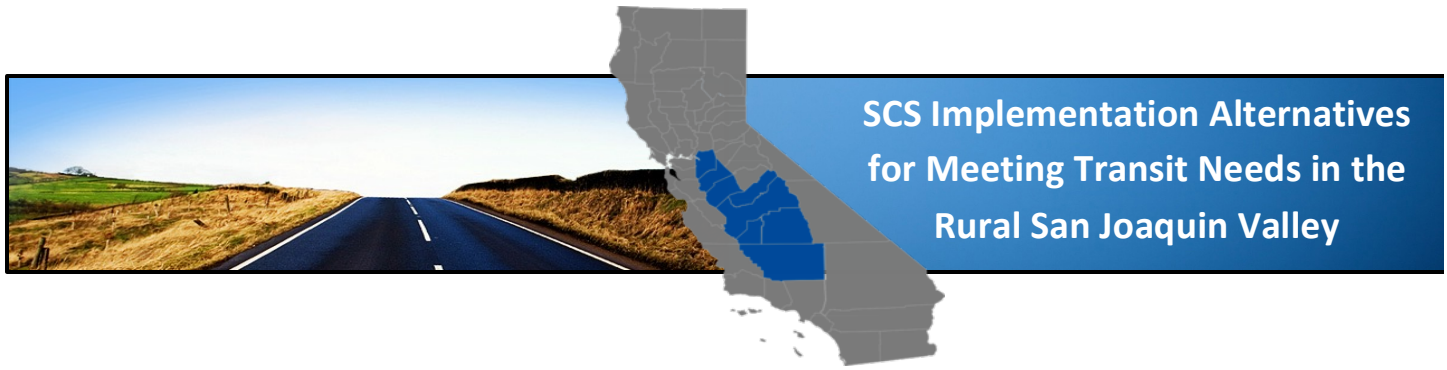 SCS Implementation Alternatives
for Meeting Transit Needs in the
Rural San Joaquin Valley